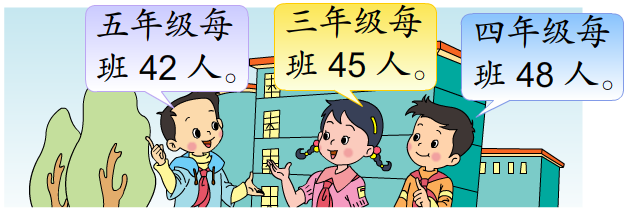 五年级每
班 42 人。
三年级每
班 45 人。
四年级每
班 48 人。